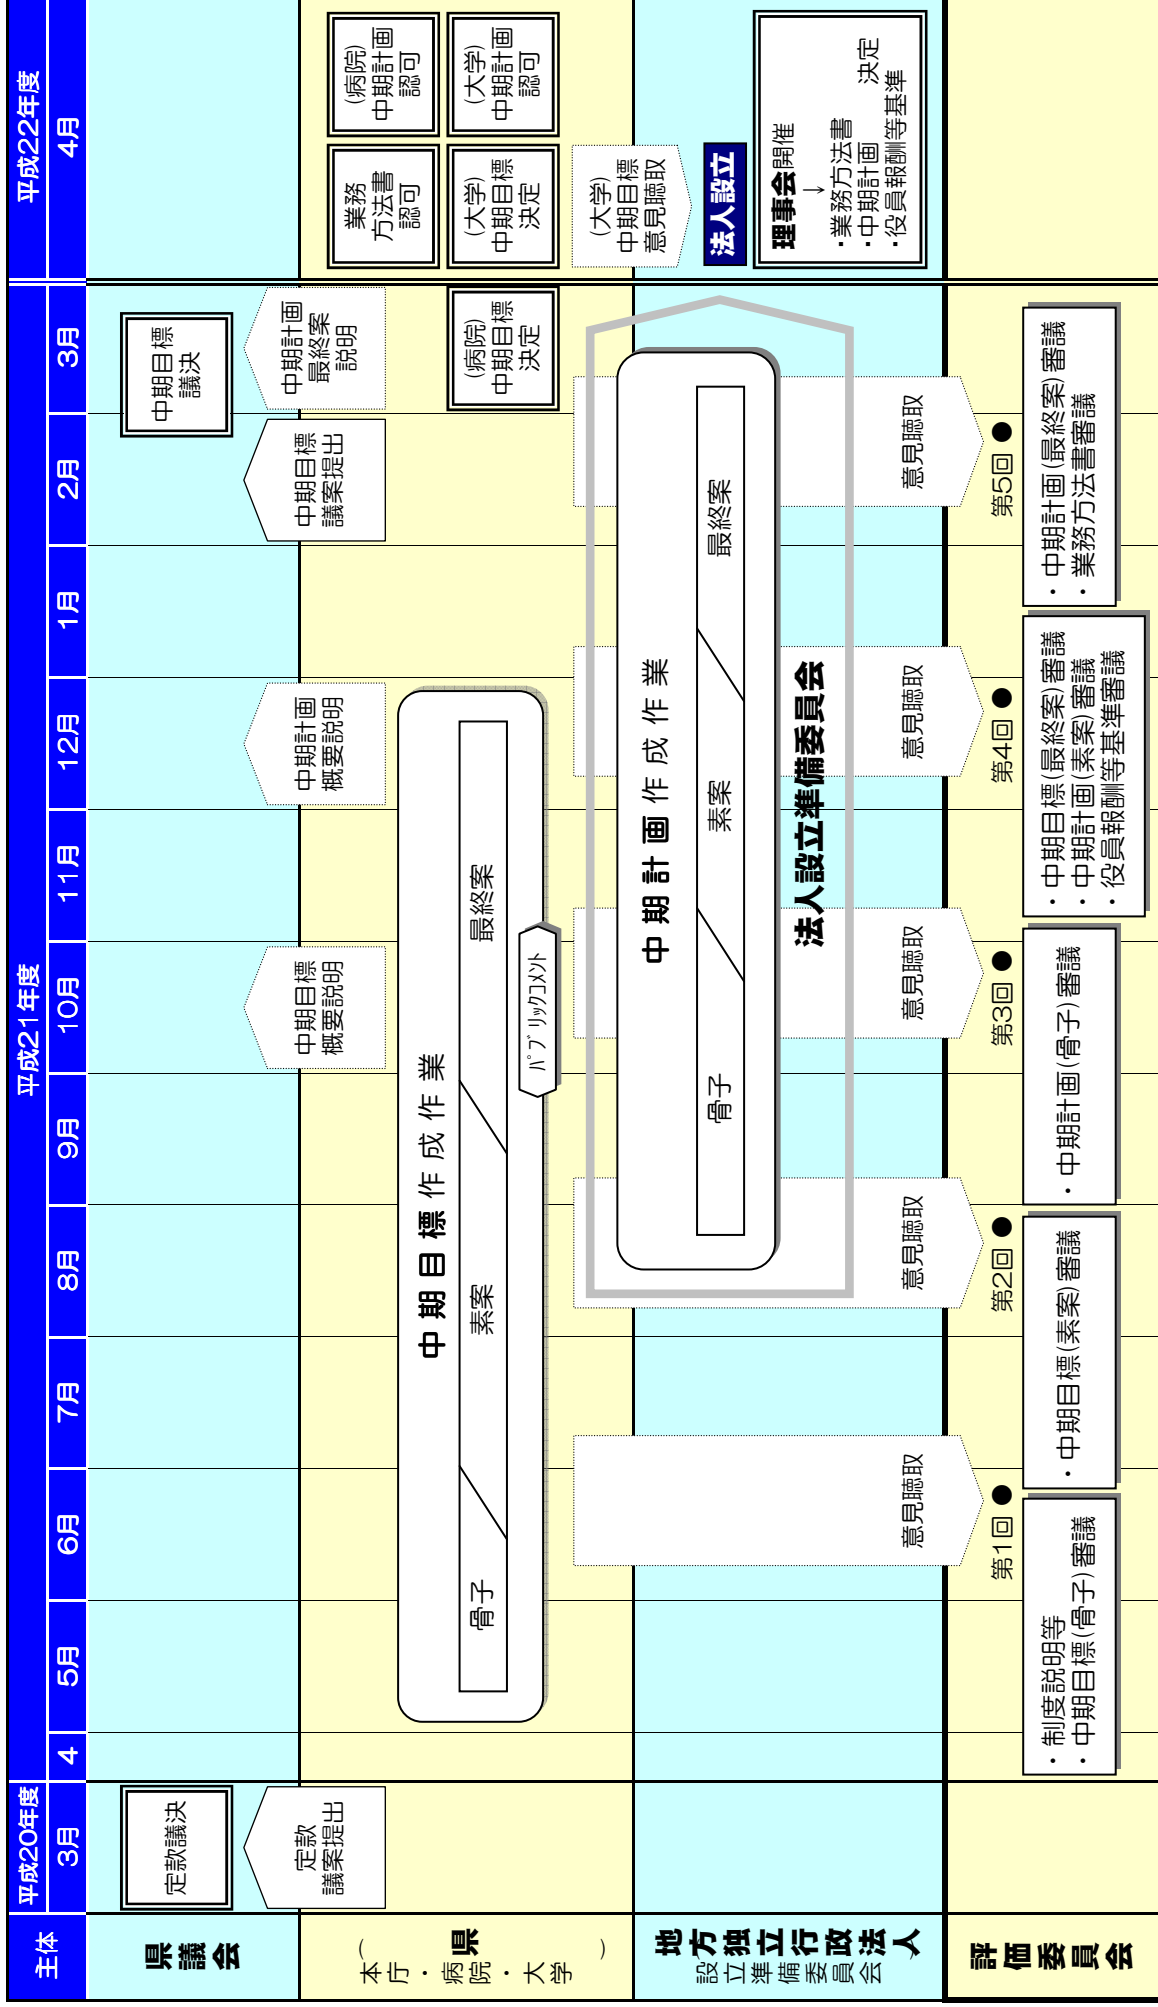 主体
平成20年度
平成21年度
平成22年度
3月
4
5月
6月
7月
8月
9月
10月
11月
12月
1月
2月
3月
4月
県議会
定款議決
中期目標
議決
県
(本庁・病院・大学)
定款
議案提出
中期目標
概要説明
中期計画
概要説明
中期目標
議案提出
中期計画
最終案
説明
中期目標作成作業
骨子
素案
最終案
パブリックコメント
(病院)
中期目標
決定
業務
方法書
認可
(病院)
中期計画
認可
(大学)
中期目標
決定
(大学)
中期計画
認可
(大学)
中期目標
意見聴取
地方独立行政法人
設立準備委員会
中期計画作成作業
骨子
素案
最終案
法人設立準備委員会
意見聴取
意見聴取
意見聴取
意見聴取
意見聴取
法人設立
理事会開催
↓
・業務方法書
・中期計画 決定
・役員報酬等基準
評価委員会
第1回 ●
・制度説明等
・中期目標(骨子)審議
第2回 ●
・中期目標(素案)審議
第3回 ●
・中期計画(骨子)審議
第4回 ●
・中期目標(最終案)審議
・中期計画(素案)審議
・役員報酬等基準審議
第5回 ●
・中期計画(最終案)審議
・業務方法書審議